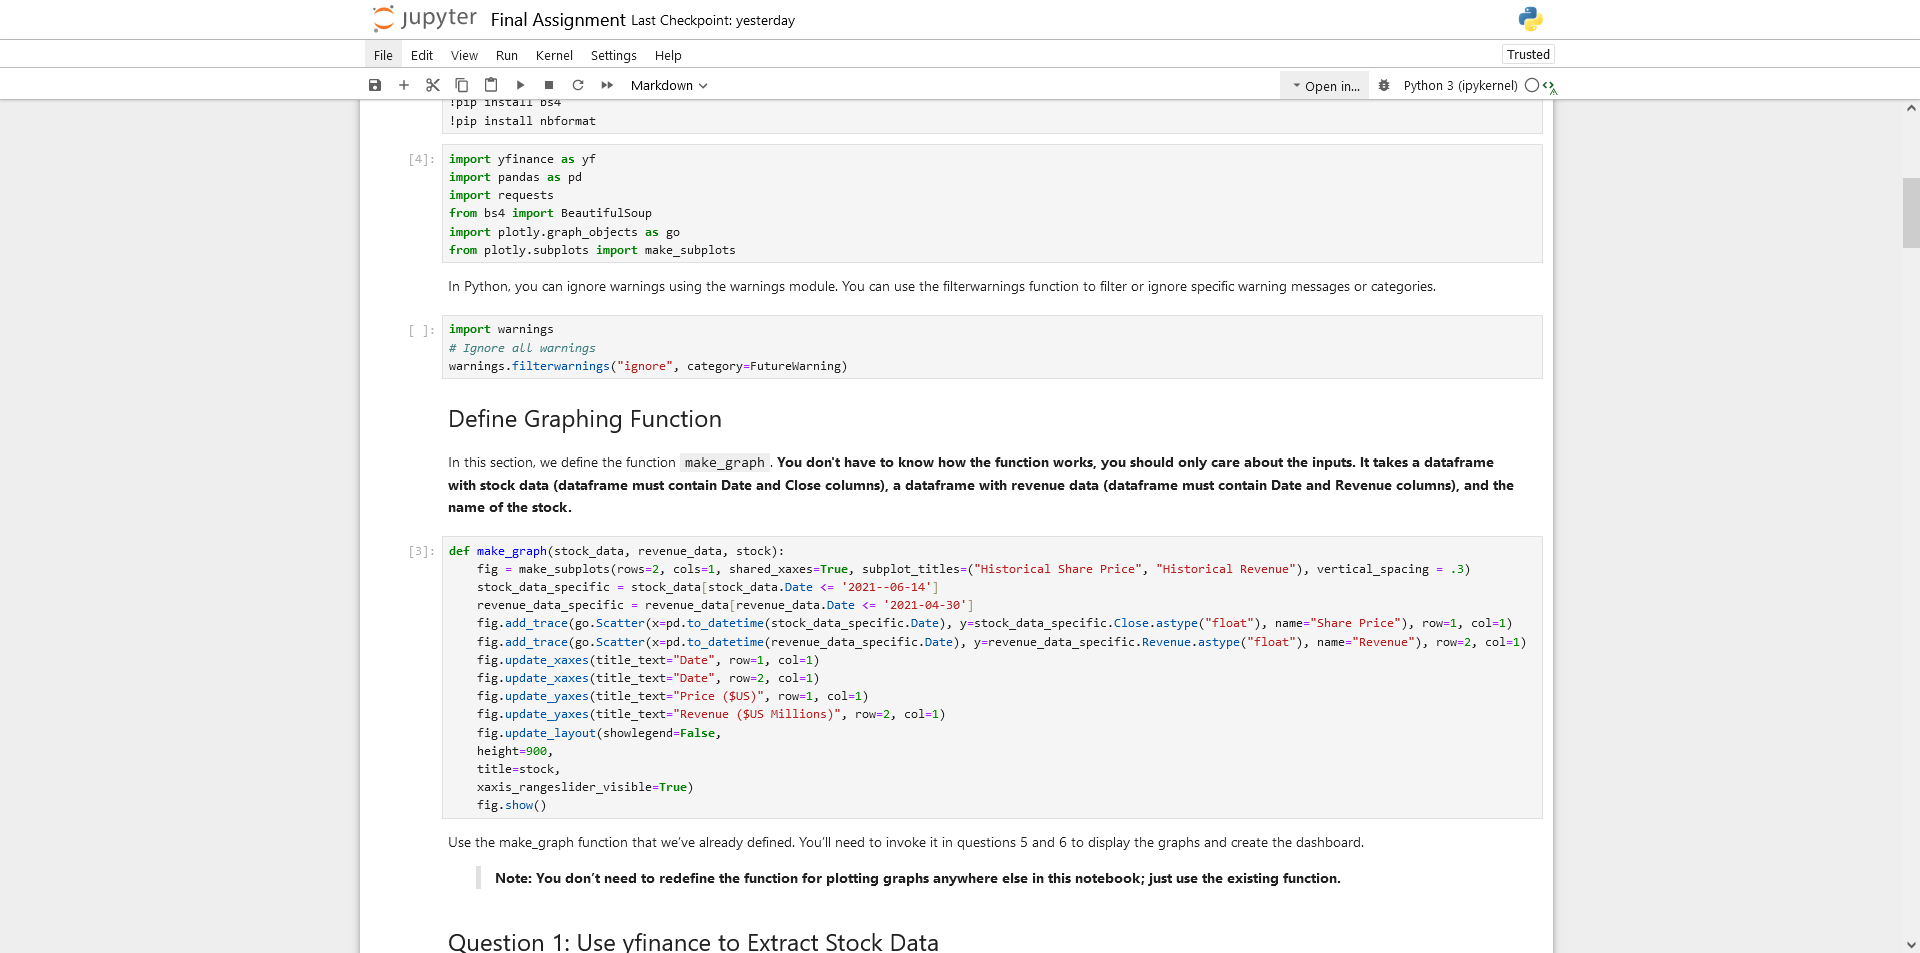 jupyter Final Assignment Last Checkpoint: yesterday
File Edit View Run Kernel Settings Help Trusted
Markdown Open in... Python 3 (ipykernel)
!pip install bs4
!pip install nbformat
[4]: import yfinance as yf
import pandas as pd
import requests
from bs4 import BeautifulSoup
import plotly.graph_objects as go
from plotly.subplots import make_subplots
In Python, you can ignore warnings using the warnings module. You can use the filterwarnings function to filter or ignore specific warning messages or categories.
[ ]: import warnings
# Ignore all warnings
warnings.filterwarnings("ignore", category=FutureWarning)
Define Graphing Function
In this section, we define the function make_graph . You don't have to know how the function works, you should only care about the inputs. It takes a dataframe
with stock data (dataframe must contain Date and Close columns), a dataframe with revenue data (dataframe must contain Date and Revenue columns), and the
name of the stock.
[3]: def make_graph(stock_data, revenue_data, stock):
fig = make_subplots(rows=2, cols=1, shared_xaxes=True, subplot_titles=("Historical Share Price", "Historical Revenue"), vertical_spacing = .3)
stock_data_specific = stock_data[stock_data.Date <= '2021--06-14']
revenue_data_specific = revenue_data[revenue_data.Date <= '2021-04-30']
fig.add_trace(go.Scatter(x=pd.to_datetime(stock_data_specific.Date), y=stock_data_specific.Close.astype("float"), name="Share Price"), row=1, col=1)
fig.add_trace(go.Scatter(x=pd.to_datetime(revenue_data_specific.Date), y=revenue_data_specific.Revenue.astype("float"), name="Revenue"), row=2, col=1)
fig.update_xaxes(title_text="Date", row=1, col=1)
fig.update_xaxes(title_text="Date", row=2, col=1)
fig.update_yaxes(title_text="Price ($US)", row=1, col=1)
fig.update_yaxes(title_text="Revenue ($US Millions)", row=2, col=1)
fig.update_layout(showlegend=False,
height=900,
title=stock,
xaxis_rangeslider_visible=True)
fig.show()
Use the make_graph function that we’ve already defined. You’ll need to invoke it in questions 5 and 6 to display the graphs and create the dashboard.
Note: You don’t need to redefine the function for plotting graphs anywhere else in this notebook; just use the existing function.
Question 1: Use yfinance to Extract Stock Data